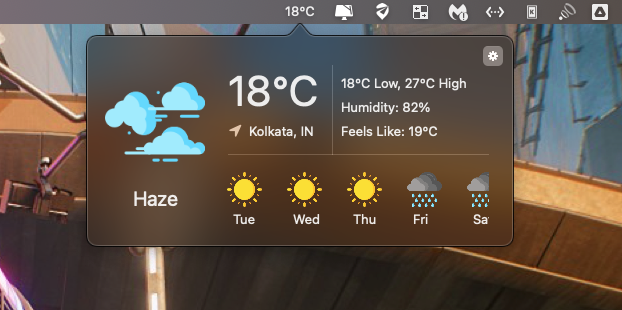 18°C
18°C
18°C Low, 27°C High
Humidity: 82%
Kolkata, IN
Feels Like: 19°C
Haze
Tue
Wed
Thu
Fri
Sa